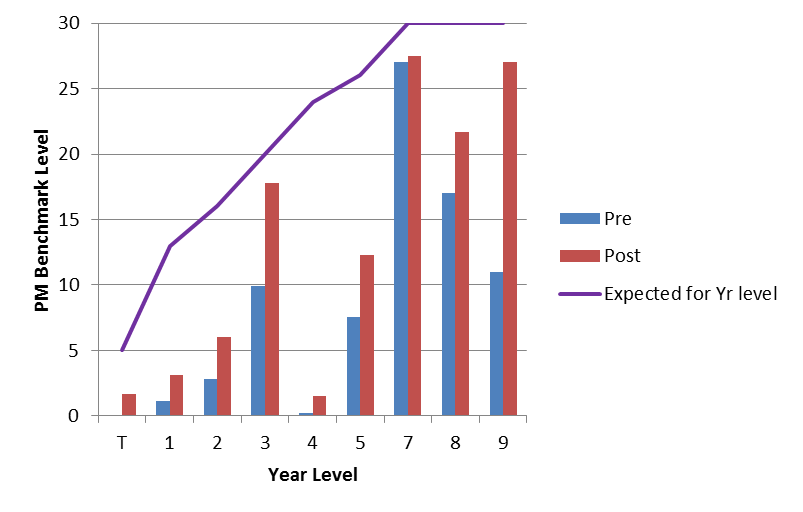 30
25
20
15
10
5
0
PM Benchmark Level
T 1 2 3 4 5 7 8 9
Year Level
Pre
Post
Expected for Yr level